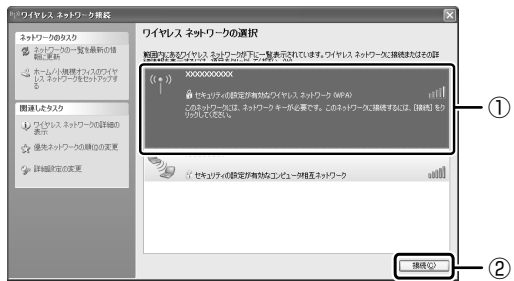 ワイヤレス ネットワーク接続
ネットワークのタスク
ネットワークの一覧を最新の情
報に更新
ホーム/小規模オフィスのワイヤ
レス ネットワークをセットアップす
る
関連したタスク
ワイヤレス ネットワークの詳細の
表示
優先ネットワークの順位の変更
詳細設定の変更
ワイヤレス ネットワークの選択
範囲内にあるワイヤレス ネットワークが下に一覧表示されています。ワイヤレス ネットワークに接続またはその詳
XXXXXXXXXX
セキュリティの設定が有効なワイヤレス ネットワーク (WPA)
このネットワークには、ネットワーク キーが必要です。このネットワークに接続するには、[接続] をク
リックしてください。
セキュリティの設定が有効なコンピュータ相互ネットワーク
接続(C)
①
②